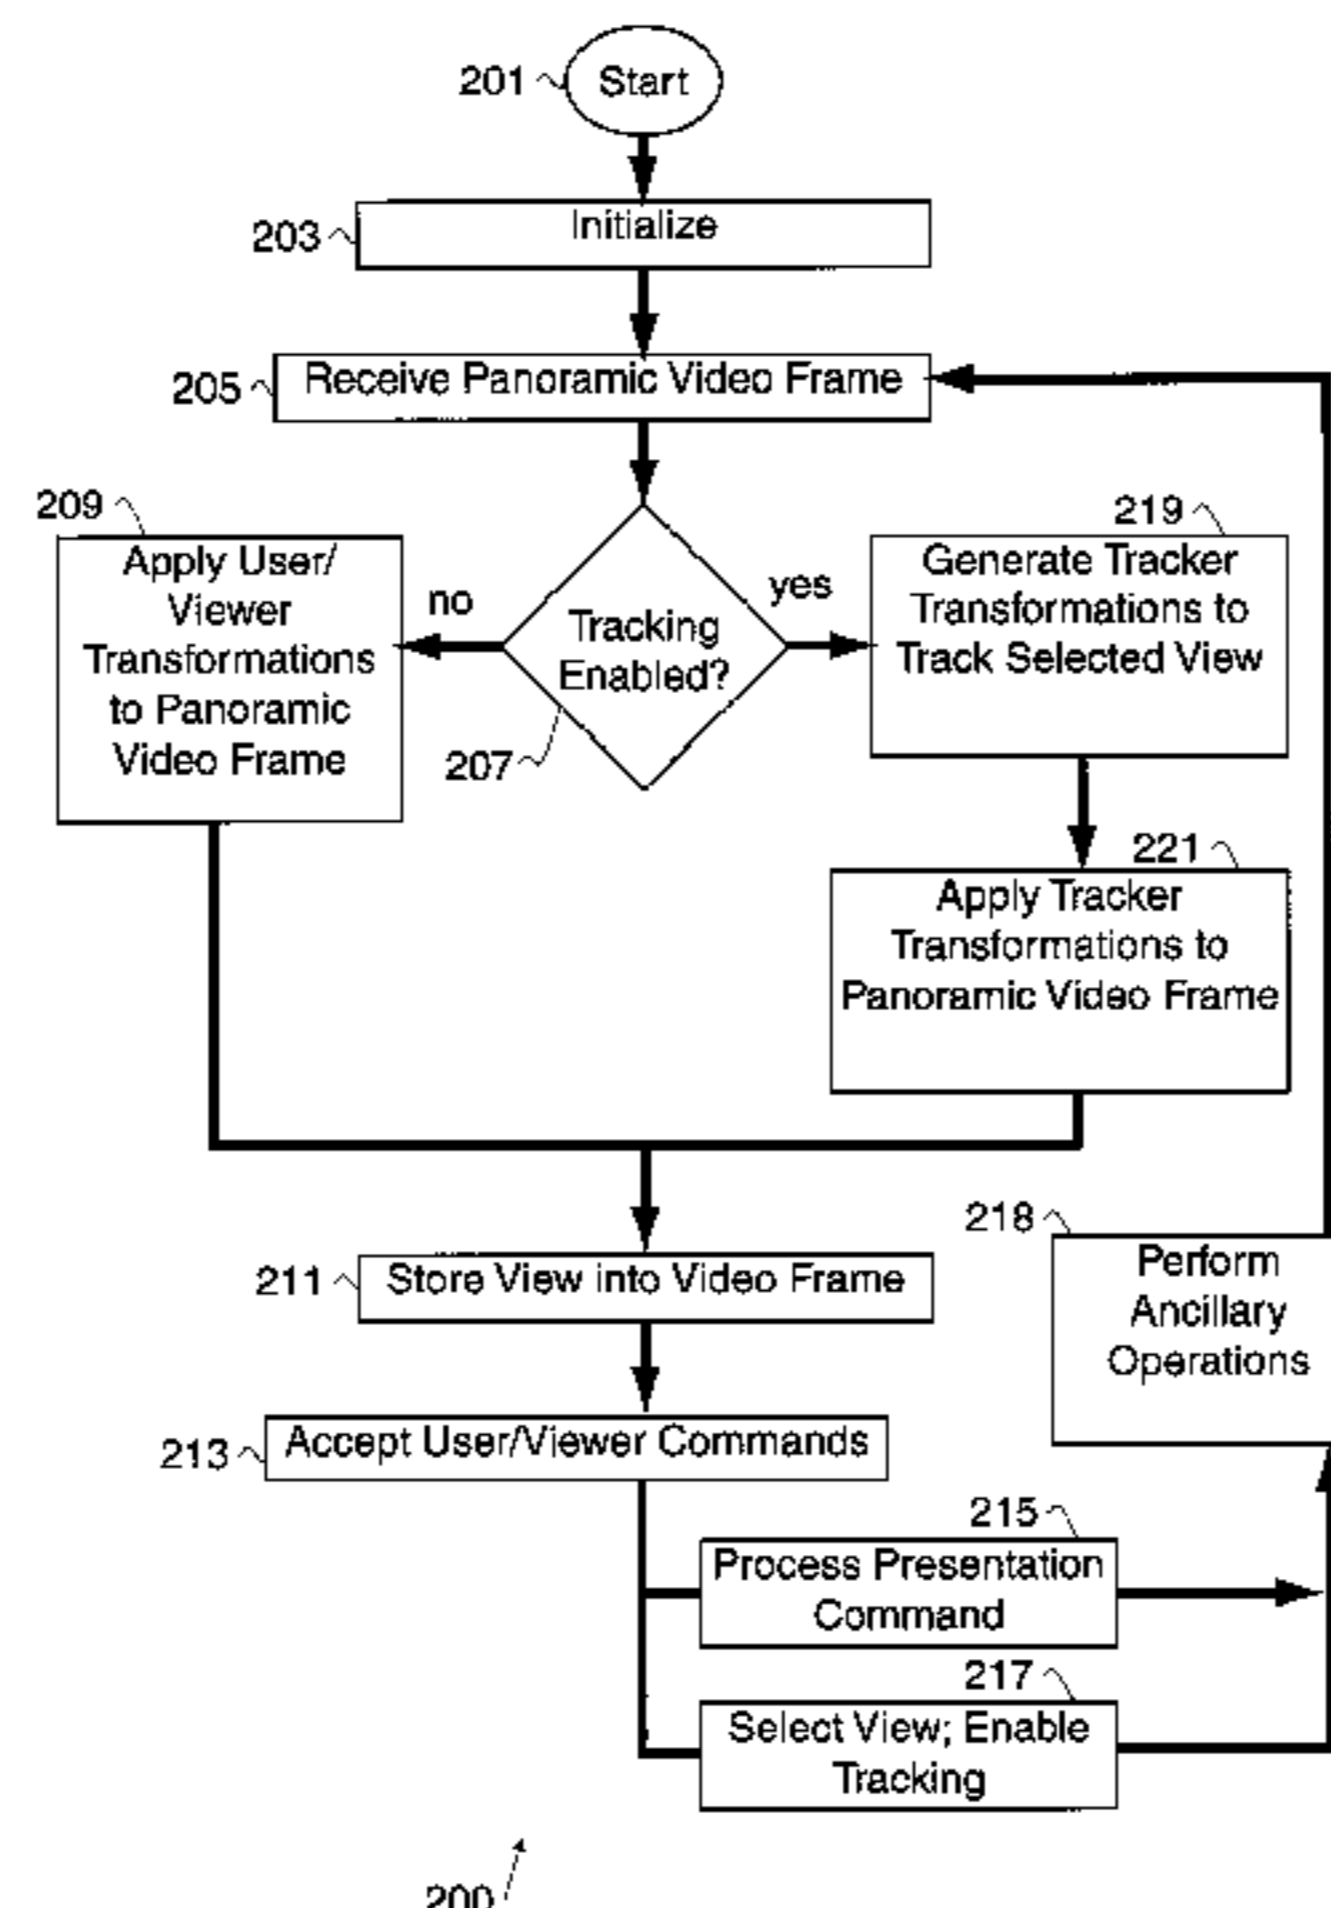 201
Start
203
Initialize
205
Receive Panoramic Video Frame
209
Apply User/
Viewer
Transformations
to Panoramic
Video Frame
no
Tracking
Enabled?
207
yes
219
Generate Tracker
Transformations to
Track Selected View
221
Apply Tracker
Transformations to
Panoramic Video Frame
211
Store View into Video Frame
218
Perform
Ancillary
Operations
213
Accept User/Viewer Commands
215
Process Presentation
Command
217
Select View; Enable
Tracking
200